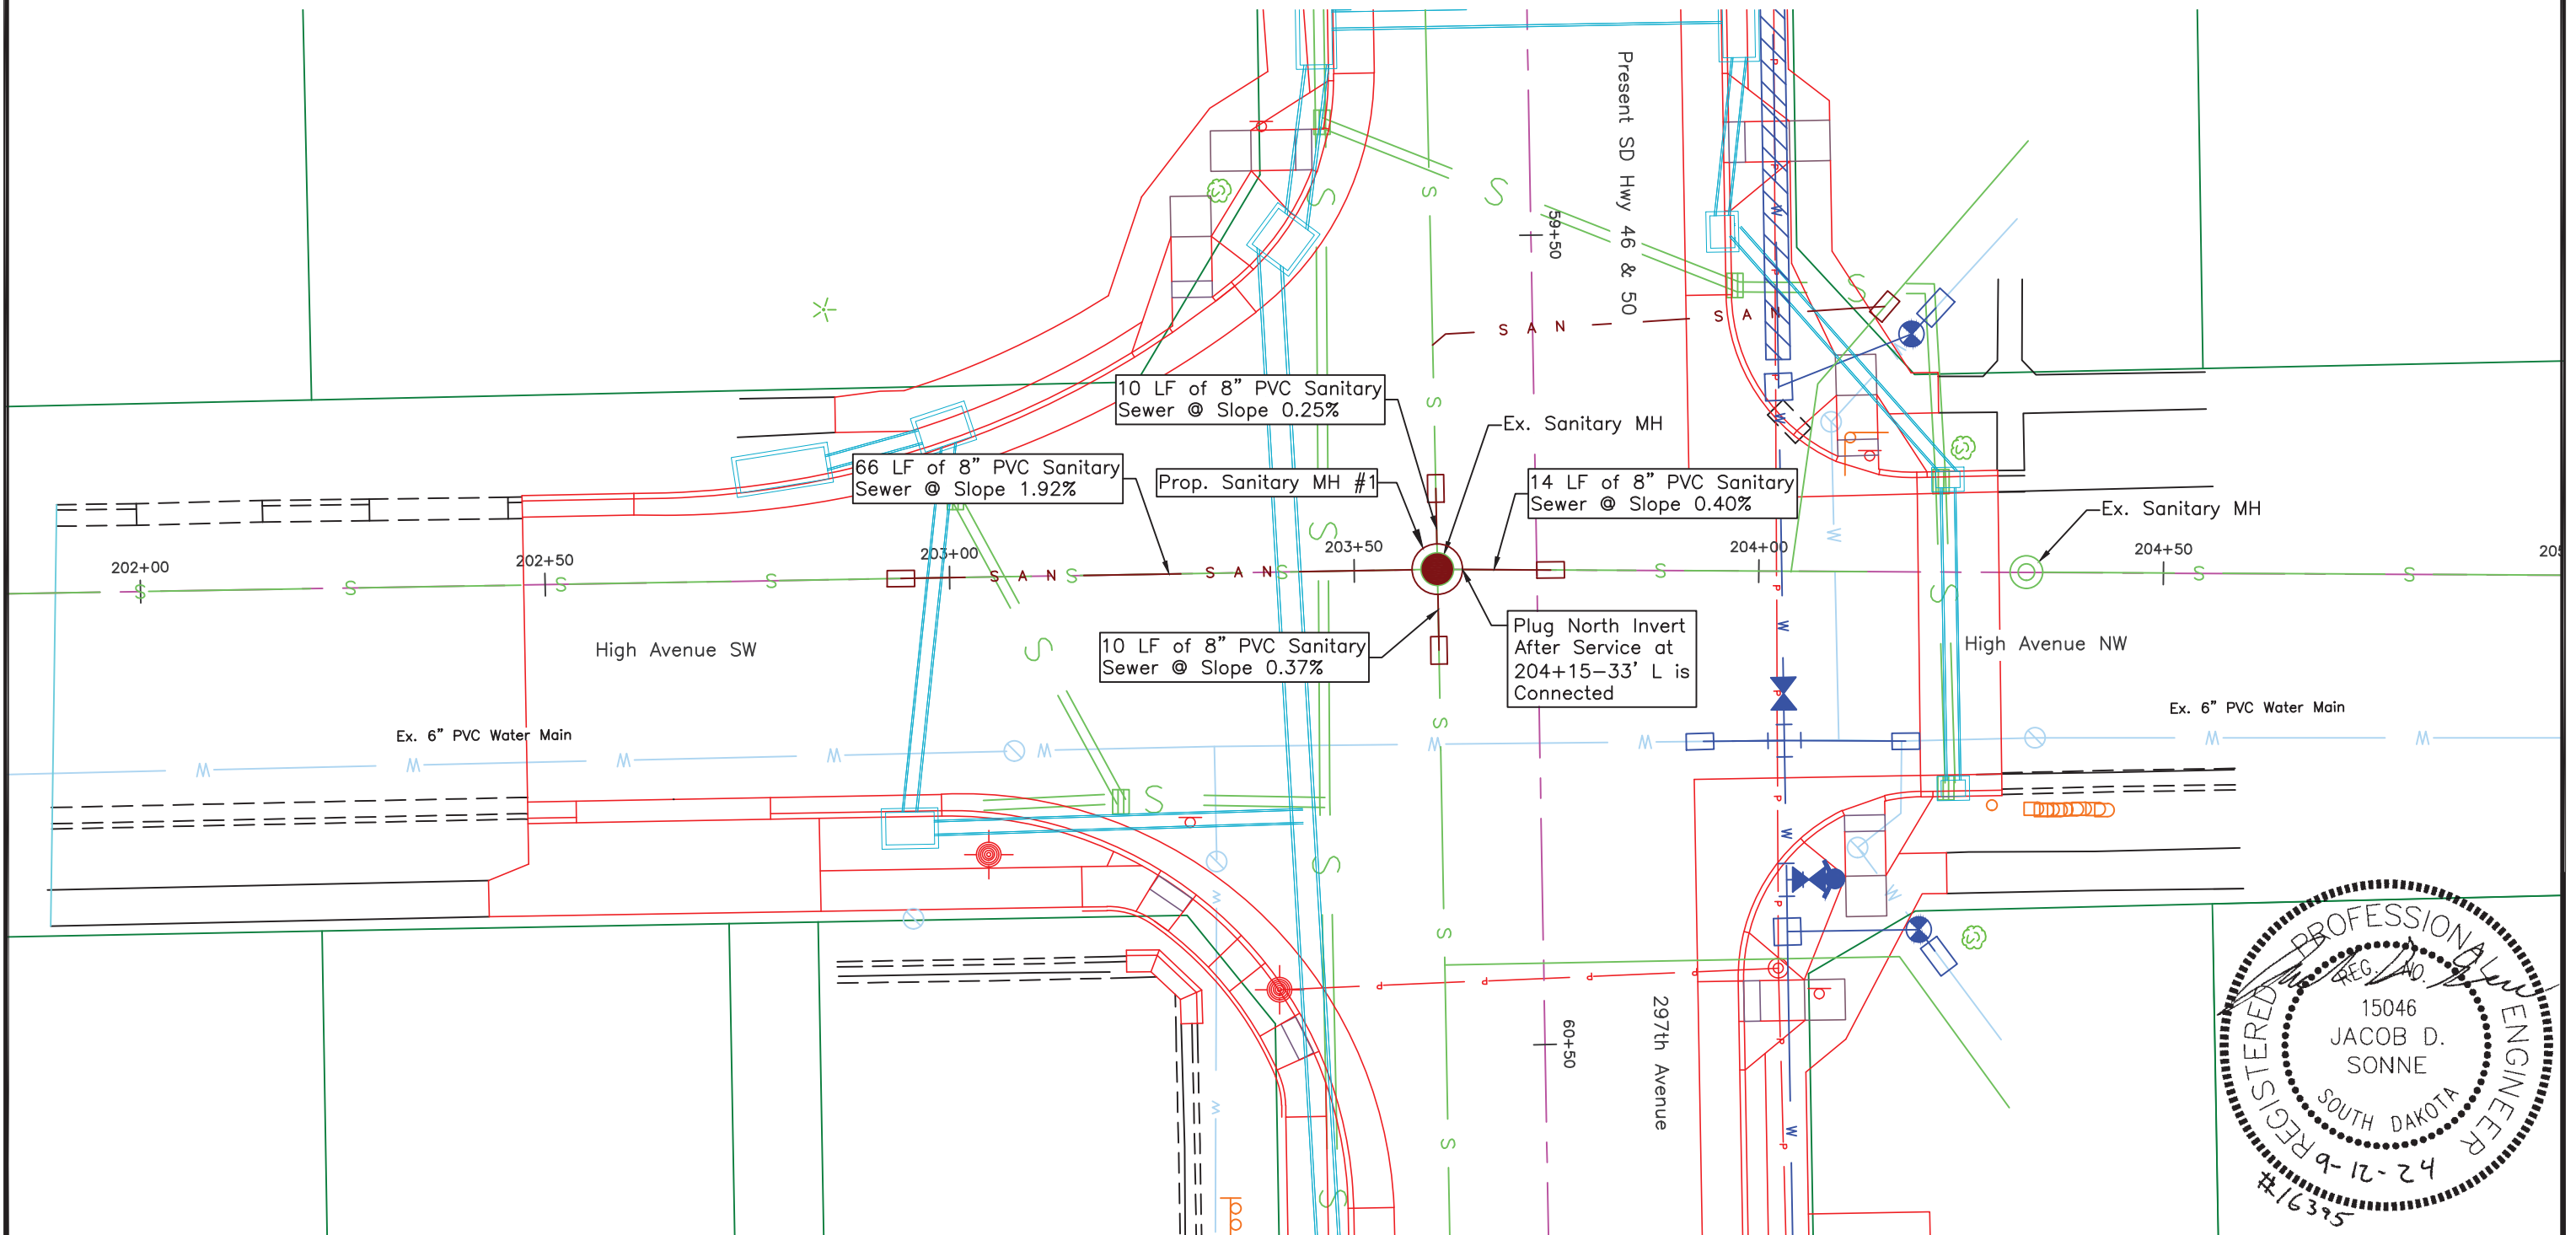 Present SD Hwy 46 & 50
59+50
10 LF of 8” PVC Sanitary
Sewer @ Slope 0.25%
Ex. Sanitary MH
66 LF of 8” PVC Sanitary
Sewer @ Slope 1.92%
Prop. Sanitary MH #1
14 LF of 8” PVC Sanitary
Sewer @ Slope 0.40%
Ex. Sanitary MH
202+00
202+50
203+00
203+50
204+00
204+50
S A N
S A N
S A N
S A N
High Avenue SW
10 LF of 8” PVC Sanitary
Sewer @ Slope 0.37%
Plug North Invert
After Service at
204+15-33’ L is
Connected
High Avenue NW
Ex. 6” PVC Water Main
Ex. 6” PVC Water Main
297th Avenue
60+50
REGISTERED PROFESSIONAL ENGINEER
REG. NO.
15046
JACOB D.
SONNE
SOUTH DAKOTA
9-12-24
#16395